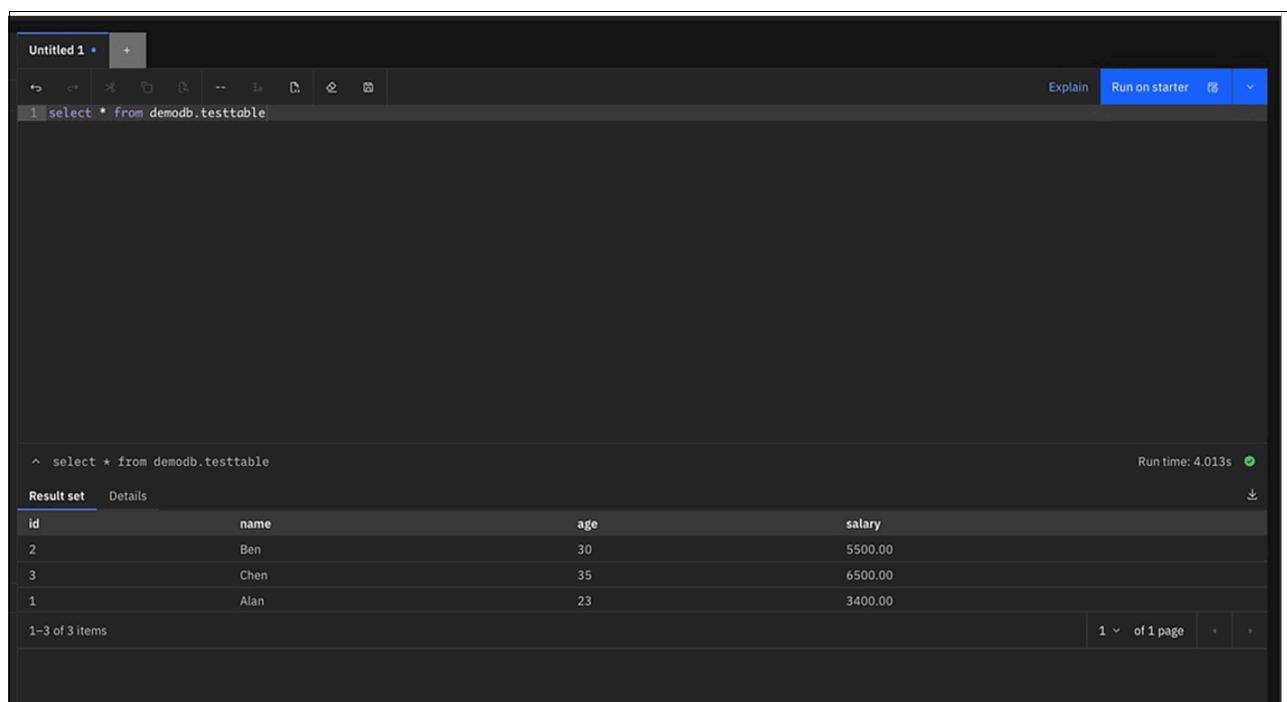 Untitled 1
+
-- Explain Run on starter
1 select * from demodb.testtable
select * from demodb.testtable Run time: 4.013s
Result set Details
id name age salary
2 Ben 30 5500.00
3 Chen 35 6500.00
1 Alan 23 3400.00
1–3 of 3 items 1 of 1 page